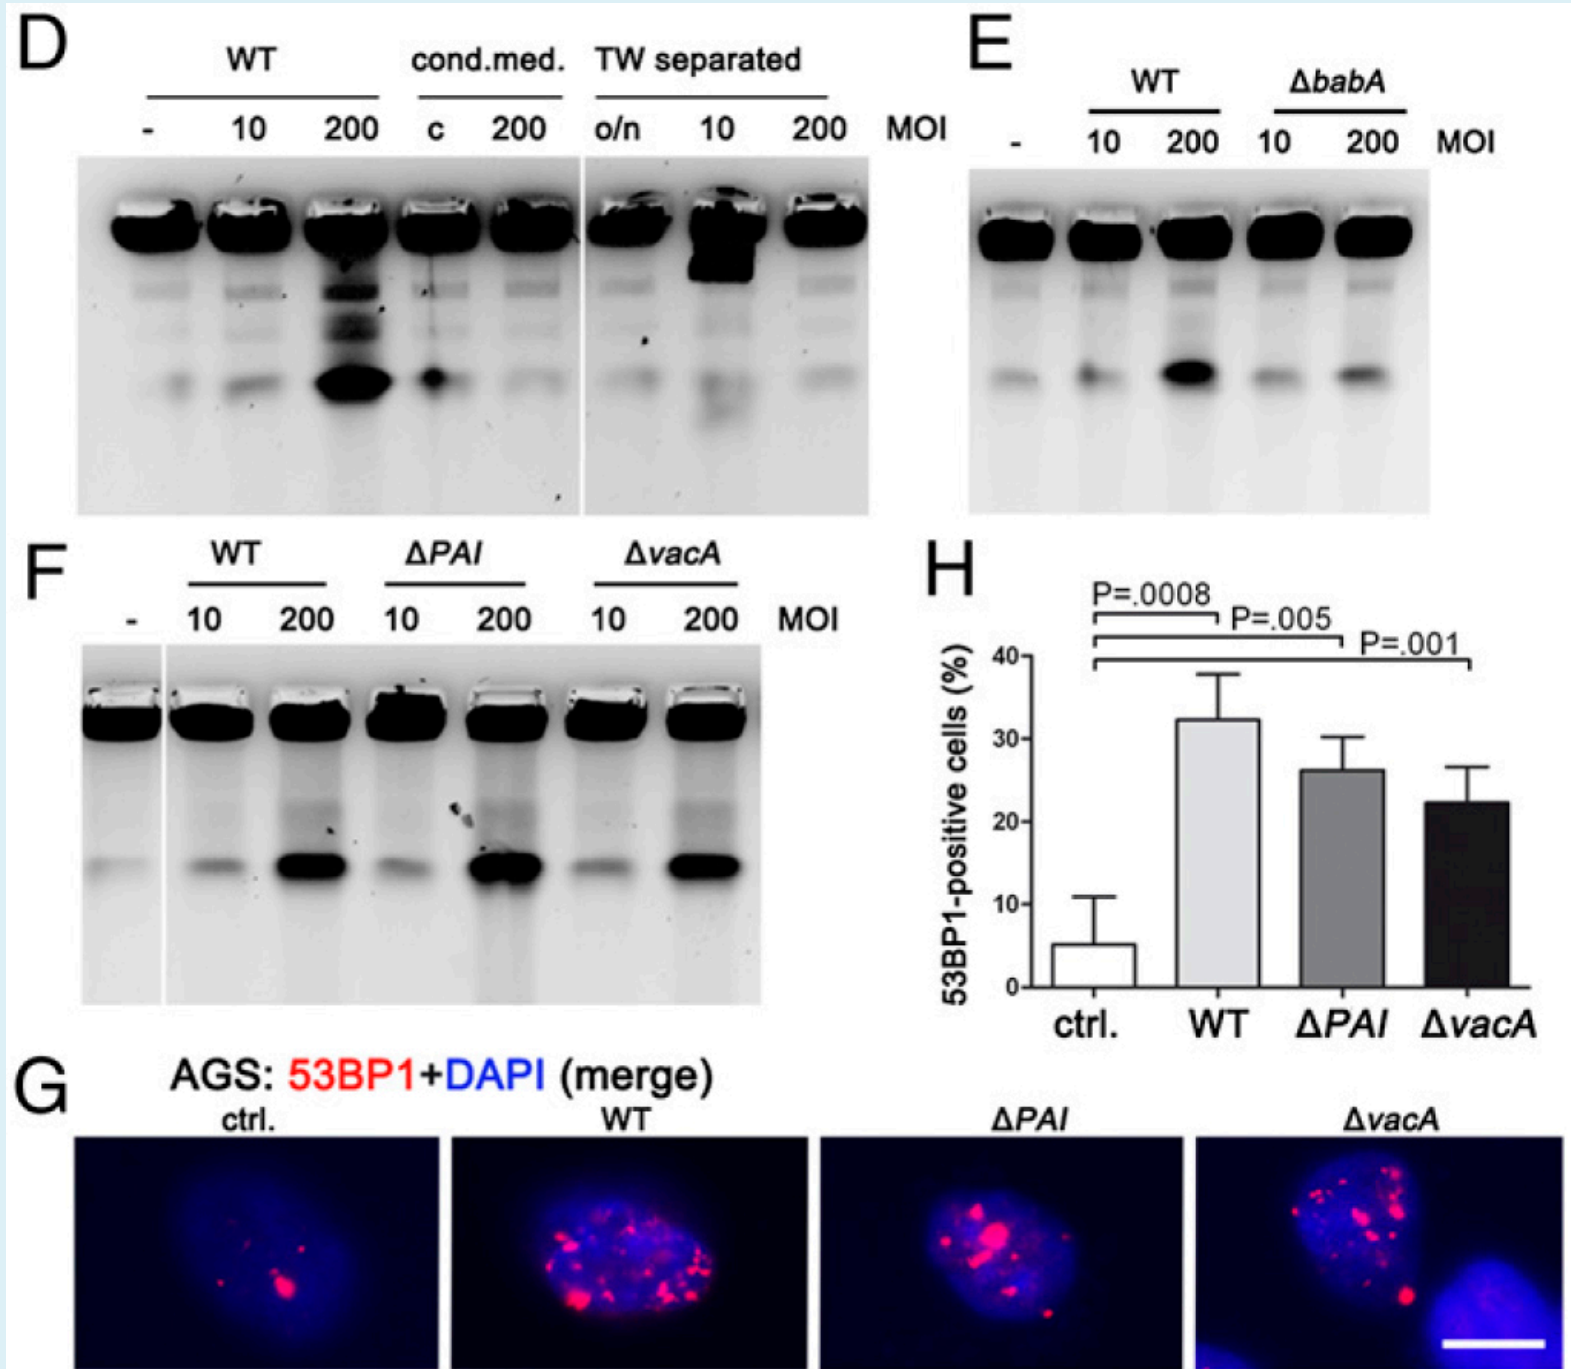 D
WT cond.med. TW separated
- 10 200 c 200 o/n 10 200 MOI
E
WT ΔbabA
- 10 200 10 200 MOI
F
WT ΔPAI ΔvacA
- 10 200 10 200 10 200 MOI
H
P=.0008
P=.005
P=.001
53BP1-positive cells (%)
40
30
20
10
0
ctrl. WT ΔPAI ΔvacA
G
AGS: 53BP1+DAPI (merge)
ctrl. WT ΔPAI ΔvacA